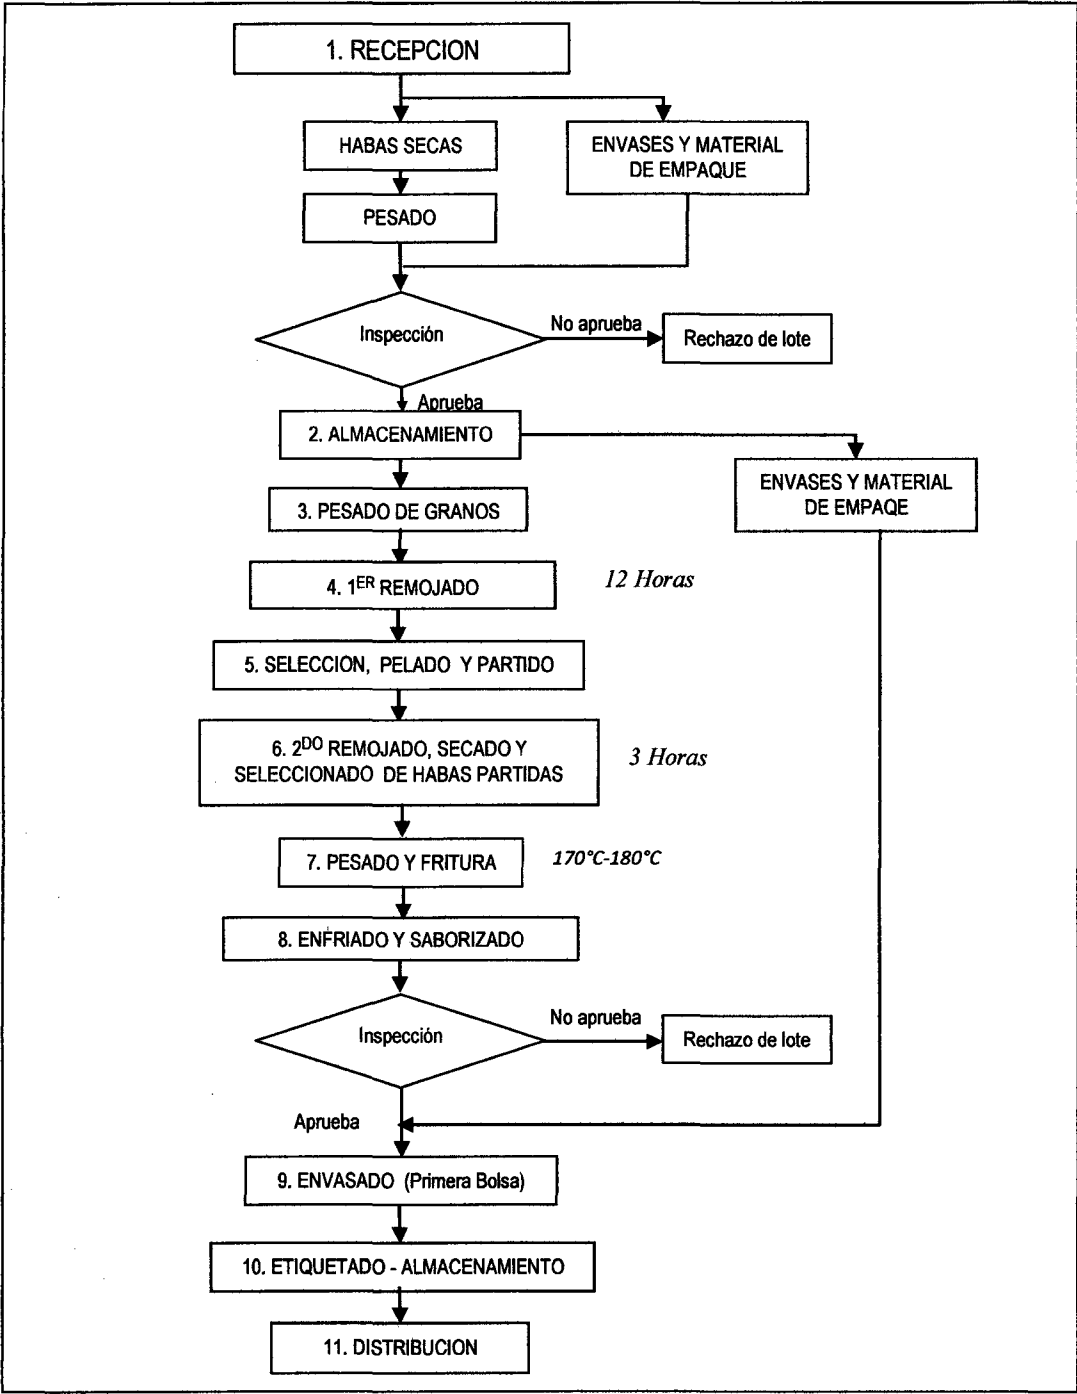 1. RECEPCION
HABAS SECAS
ENVASES Y MATERIAL
DE EMPAQUE
PESADO
Inspección
No aprueba
Rechazo de lote
Aprueba
2. ALMACENAMIENTO
ENVASES Y MATERIAL
DE EMPAQE
3. PESADO DE GRANOS
4. 1ER REMOJADO
12 Horas
5. SELECCION, PELADO Y PARTIDO
6. 2DO REMOJADO, SECADO Y
SELECCIONADO DE HABAS PARTIDAS
3 Horas
7. PESADO Y FRITURA
170°C-180°C
8. ENFRIADO Y SABORIZADO
Inspección
No aprueba
Rechazo de lote
Aprueba
9. ENVASADO (Primera Bolsa)
10. ETIQUETADO - ALMACENAMIENTO
11. DISTRIBUCION